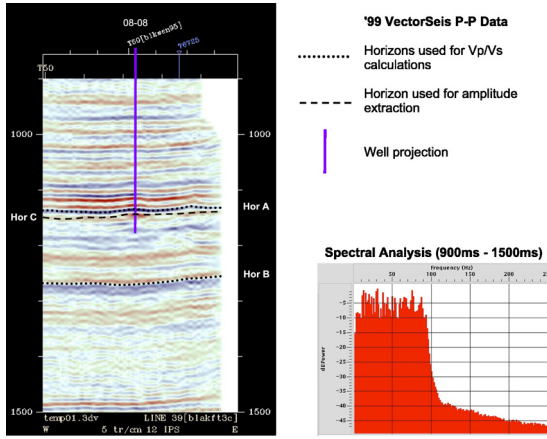 08-08
T50[blkwen95]
T6725
T50
1000
1000
Hor A
Hor C
Hor B
1500
1500
temp01.3dv LINE 39[blakft3c]
W 5 tr/cm 12 IPS E
'99 VectorSeis P-P Data
Horizons used for Vp/Vs
calculations
Horizon used for amplitude
extraction
Well projection
Spectral Analysis (900ms - 1500ms)
Frequency (Hz)
50 100 150 200 25
-5
-10
-15
-20
-25
-30
-35
-40
-45
dBPower